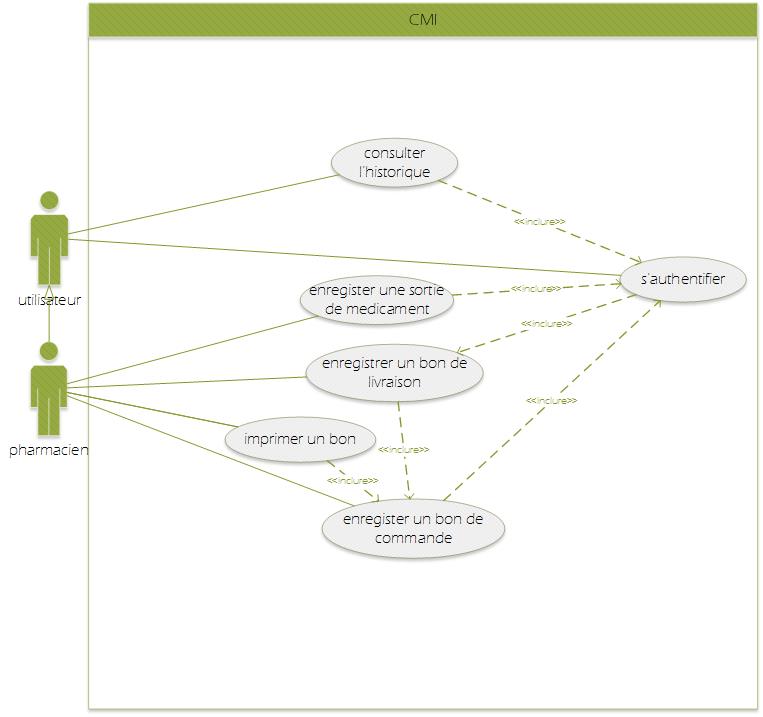 CMI
consulter
l'historique
<<inclure>>
utilisateur
s'authentifier
enregister une sortie
de medicament
<<inclure>>
<<inclure>>
enregistrer un bon de
livraison
<<inclure>>
pharmacien
imprimer un bon
<<inclure>>
<<inclure>>
enregister un bon de
commande